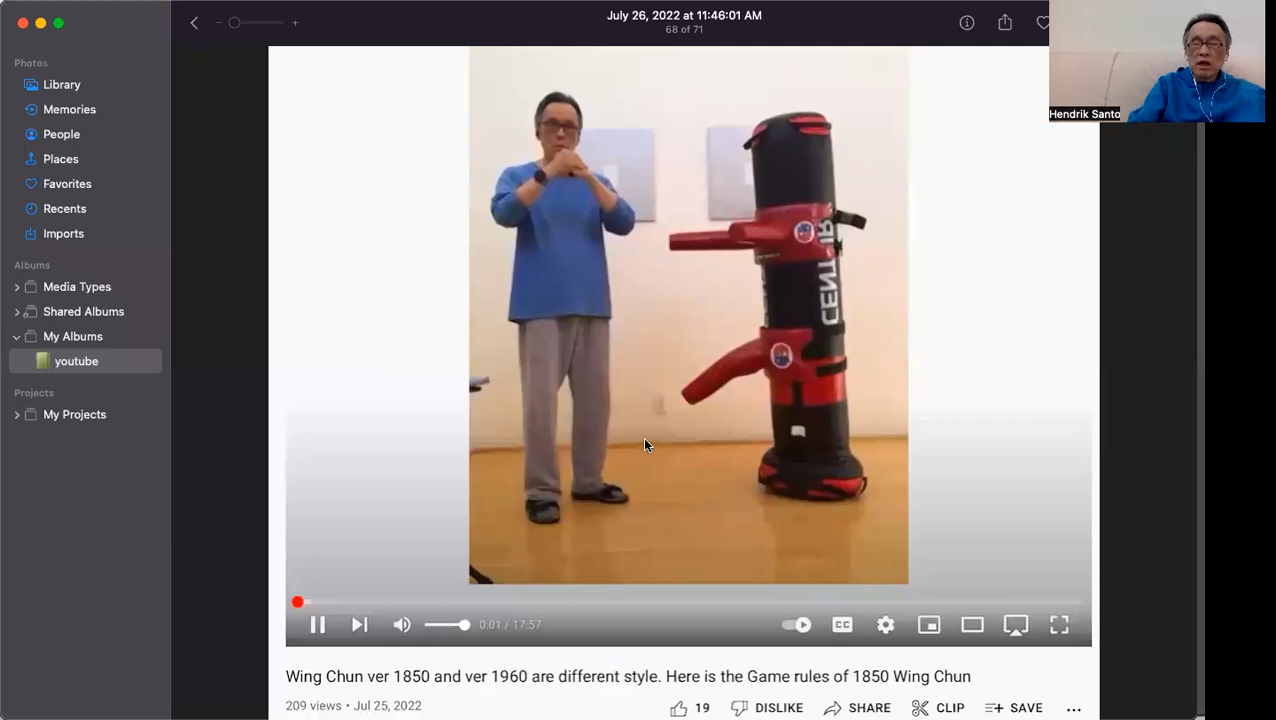 July 26, 2022 at 11:46:01 AM
68 of 71
Photos
Library
Memories
People
Places
Favorites
Recents
Imports
Albums
Media Types
Shared Albums
My Albums
youtube
Projects
My Projects
Hendrik Santo
0:01 / 17:57
CC
Wing Chun ver 1850 and ver 1960 are different style. Here is the Game rules of 1850 Wing Chun
209 views • Jul 25, 2022
19
DISLIKE
SHARE
CLIP
SAVE